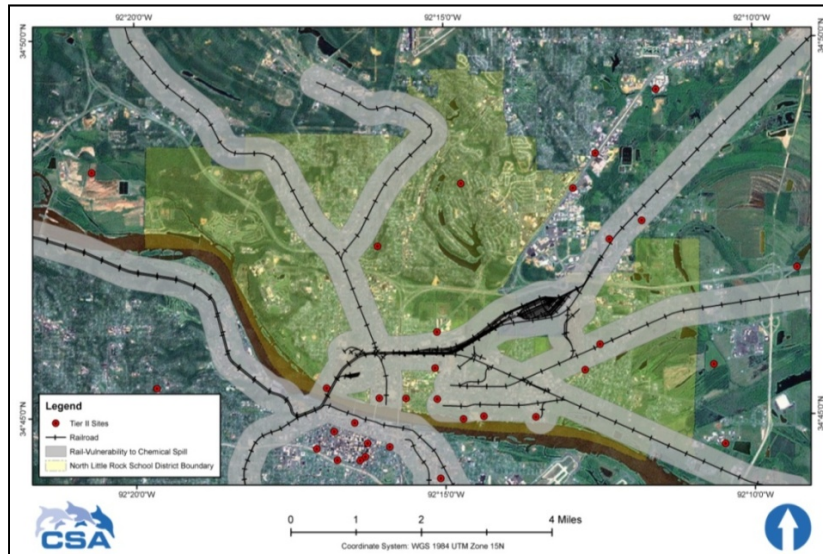 92°20'0"W 92°15'0"W 92°10'0"W
34°50'0"N 34°50'0"N
34°45'0"N 34°45'0"N
Legend
Tier II Sites
Railroad
Rail-Vulnerability to Chemical Spill
North Little Rock School District Boundary
92°20'0"W 92°15'0"W 92°10'0"W
CSA
0 1 2 4 Miles
Coordinate System: WGS 1984 UTM Zone 15N